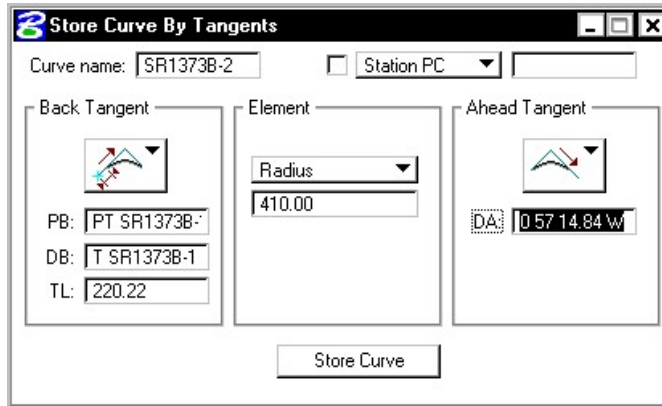 Store Curve By Tangents
Curve name: SR1373B-2 Station PC
Back Tangent Element Ahead Tangent
Radius
410.00
PB: PT SR1373B- DA: 0 57 14.84 W
DB: T SR1373B-1
TL: 220.22
Store Curve